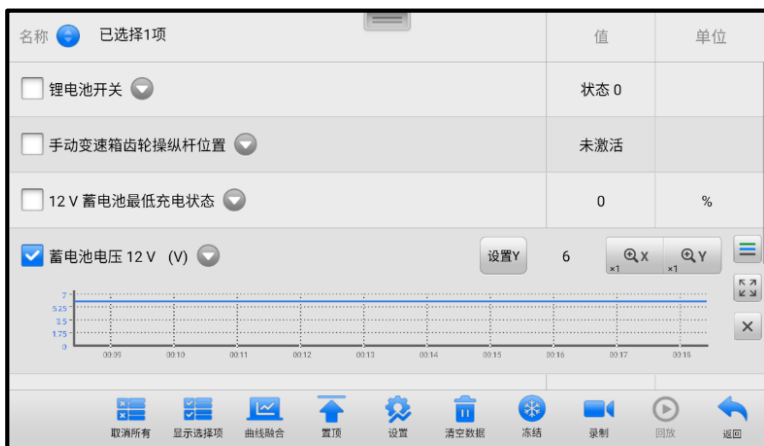 名称 已选择1项 值 单位
锂电池开关 状态 0
手动变速箱齿轮操纵杆位置 未激活
12 V 蓄电池最低充电状态 0 %
蓄电池电压 12 V (V) 设置Y 6 X ×1 Y ×1
7
5.25
3.5
1.75
0
00:09 00:10 00:11 00:12 00:13 00:14 00:15 00:16 00:17 00:18
取消所有 显示选择项 曲线融合 置顶 设置 清空数据 冻结 录制 回放 返回